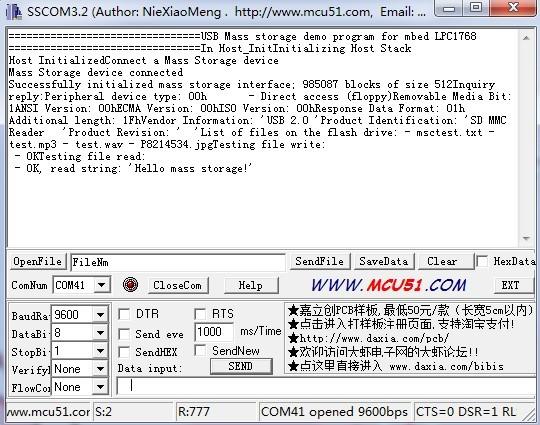 SSCOM3.2 (Author: NieXiaoMeng . http://www.mcu51.com, Email: ...
================================USB Mass storage demo program for mbed LPC1768
================================In Host_InitInitializing Host Stack
Host InitializedConnect a Mass Storage device
Mass Storage device connected
Successfully initialized mass storage interface; 985087 blocks of size 512Inquiry
reply:Peripheral device type: 00h      - Direct access (floppy)Removable Media Bit:
1ANSI Version: 00hECMA Version: 00hISO Version: 00hResponse Data Format: 01h
Additional length: 1FhVendor Information: 'USB 2.0 'Product Identification: 'SD MMC
Reader   'Product Revision: '   'List of files on the flash drive: - msctest.txt -
test.mp3 - test.wav - P8214534.jpgTesting file write:
- OKTesting file read:
- OK, read string: 'Hello mass storage!'
OpenFile FileNm SendFile SaveData Clear HexData
ComNum COM41 CloseCom Help WWW.MCU51.COM EXT
BaudRa 9600 DTR RTS
DataBi 8 Send eve 1000 ms/Time
StopBi 1 SendHEX SendNew
Verify None Data input: SEND
FlowCon None
★嘉立创PCB样板,最低50元/款（长宽5cm以内）
★点击进入打样板注册页面,支持淘宝支付!
★http://www.daxia.com/pcb/
★欢迎访问大虾电子网的大虾论坛!!
★点这里直接进入 www.daxia.com/bibis
www.mcu51.cor S:2 R:777 COM41 opened 9600bps CTS=0 DSR=1 RL